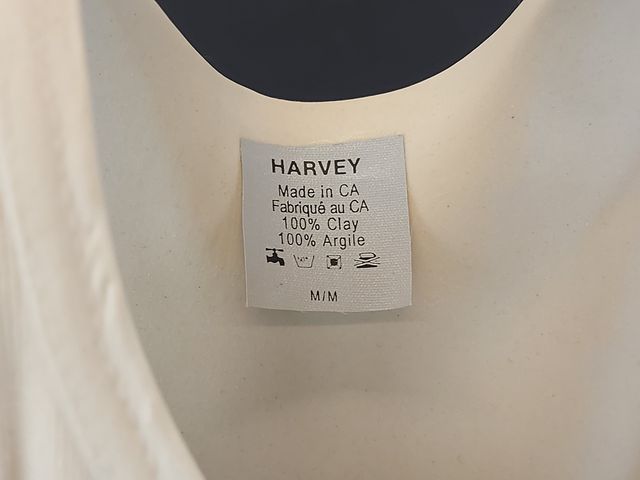 HARVEY
Made in CA
Fabriqué au CA
100% Clay
100% Argile
M/M